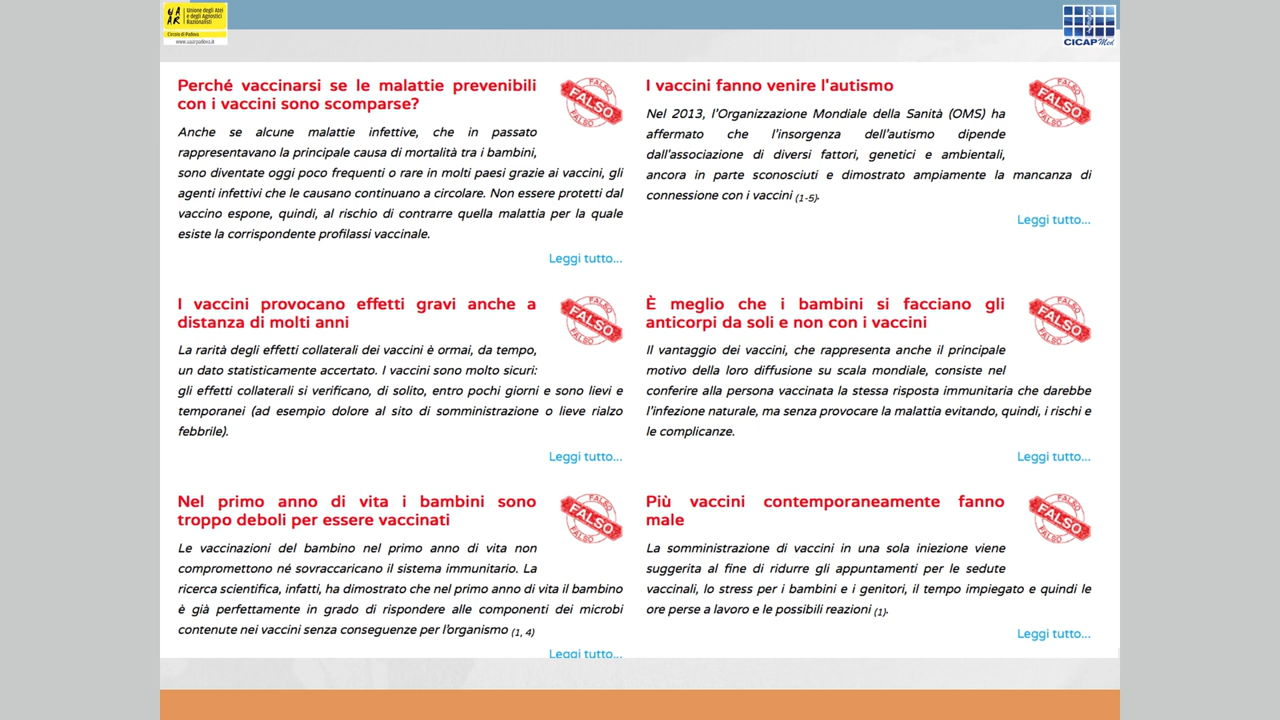 Unione degli Atei
e degli Agnostici
Razionalisti
UAAR
Circolo di Padova
www.uaarpadova.it
CICAP Med
Perché vaccinarsi se le malattie prevenibili
con i vaccini sono scomparse?
FALSO
FALSO
FALSO
Anche se alcune malattie infettive, che in passato
rappresentavano la principale causa di mortalità tra i bambini,
sono diventate oggi poco frequenti o rare in molti paesi grazie ai vaccini, gli
agenti infettivi che le causano continuano a circolare. Non essere protetti dal
vaccino espone, quindi, al rischio di contrarre quella malattia per la quale
esiste la corrispondente profilassi vaccinale.
Leggi tutto...
I vaccini fanno venire l'autismo
FALSO
FALSO
FALSO
Nel 2013, l'Organizzazione Mondiale della Sanità (OMS) ha
affermato che l'insorgenza dell'autismo dipende
dall'associazione di diversi fattori, genetici e ambientali,
ancora in parte sconosciuti e dimostrato ampiamente la mancanza di
connessione con i vaccini (1-5).
Leggi tutto...
I vaccini provocano effetti gravi anche a
distanza di molti anni
FALSO
FALSO
FALSO
La rarità degli effetti collaterali dei vaccini è ormai, da tempo,
un dato statisticamente accertato. I vaccini sono molto sicuri:
gli effetti collaterali si verificano, di solito, entro pochi giorni e sono lievi e
temporanei (ad esempio dolore al sito di somministrazione o lieve rialzo
febbrile).
Leggi tutto...
È meglio che i bambini si facciano gli
anticorpi da soli e non con i vaccini
FALSO
FALSO
FALSO
Il vantaggio dei vaccini, che rappresenta anche il principale
motivo della loro diffusione su scala mondiale, consiste nel
conferire alla persona vaccinata la stessa risposta immunitaria che darebbe
l'infezione naturale, ma senza provocare la malattia evitando, quindi, i rischi e
le complicanze.
Leggi tutto...
Nel primo anno di vita i bambini sono
troppo deboli per essere vaccinati
FALSO
FALSO
FALSO
Le vaccinazioni del bambino nel primo anno di vita non
compromettono né sovraccaricano il sistema immunitario. La
ricerca scientifica, infatti, ha dimostrato che nel primo anno di vita il bambino
è già perfettamente in grado di rispondere alle componenti dei microbi
contenute nei vaccini senza conseguenze per l'organismo (1, 4)
Leggi tutto...
Più vaccini contemporaneamente fanno
male
FALSO
FALSO
FALSO
La somministrazione di vaccini in una sola iniezione viene
suggerita al fine di ridurre gli appuntamenti per le sedute
vaccinali, lo stress per i bambini e i genitori, il tempo impiegato e quindi le
ore perse a lavoro e le possibili reazioni (1).
Leggi tutto...